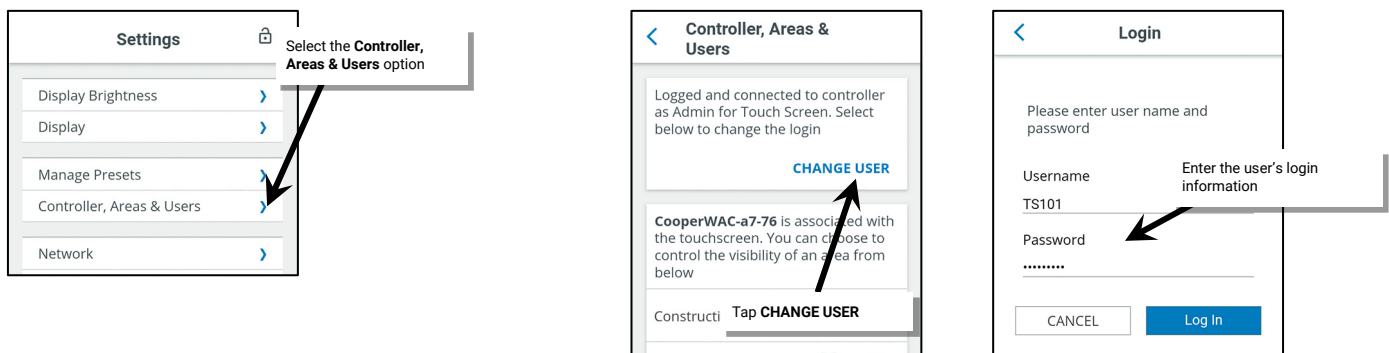 Settings
Select the Controller,
Areas & Users option
Display Brightness
Display
Manage Presets
Controller, Areas & Users
Network
Controller, Areas &
Users
Logged and connected to controller
as Admin for Touch Screen. Select
below to change the login
CHANGE USER
CooperWAC-a7-76 is associated with
the touchscreen. You can choose to
control the visibility of an area from
below
Constructi
Tap CHANGE USER
Login
Please enter user name and
password
Username
TS101
Enter the user's login
information
Password
•••••••••
CANCEL
Log In